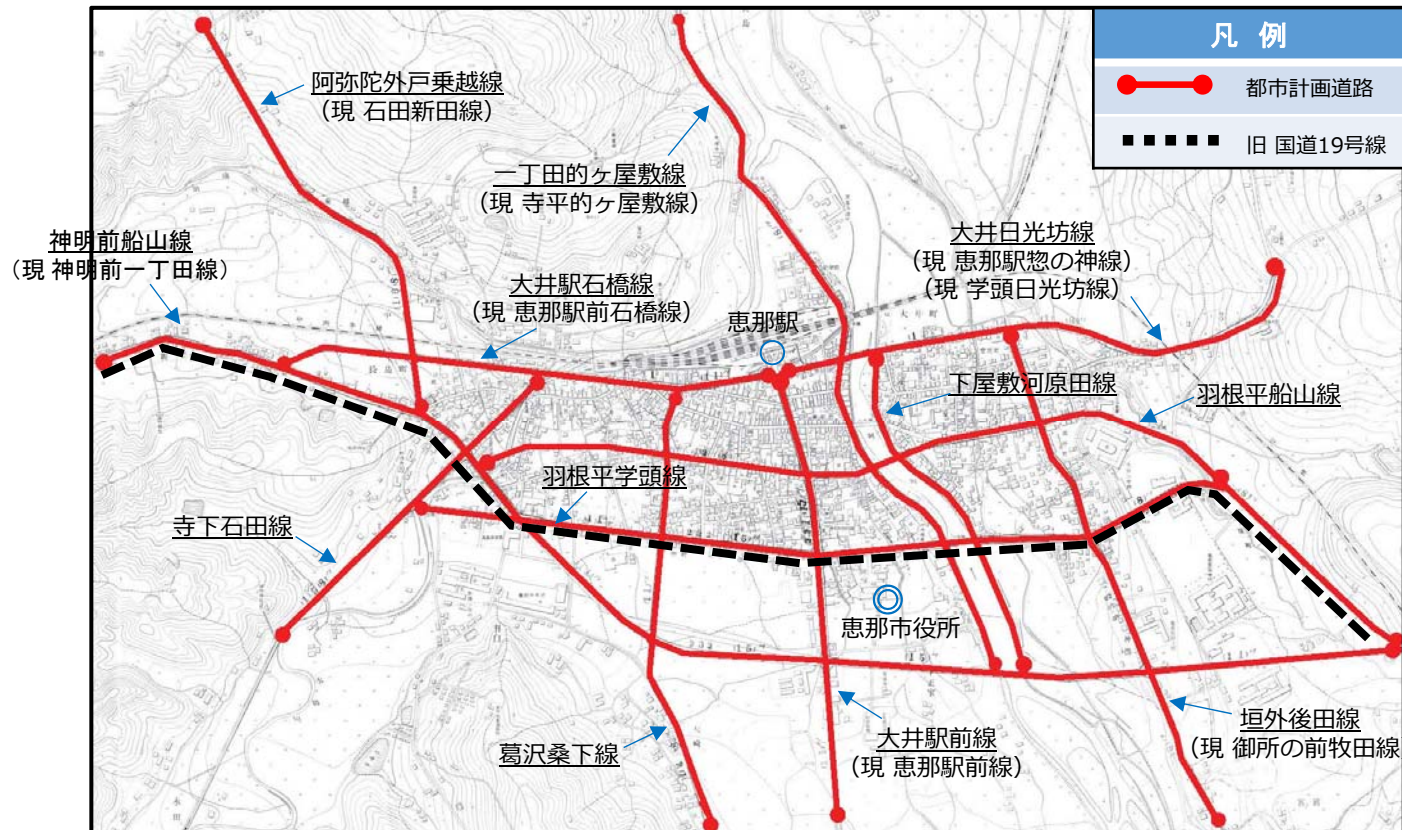 凡 例
都市計画道路
旧 国道19号線
阿弥陀外戸乗越線
（現 石田新田線）
一丁田的ヶ屋敷線
（現 寺平的ヶ屋敷線）
神明前船山線
（現 神明前一丁田線）
大井駅石橋線
（現 恵那駅前石橋線）
大井日光坊線
（現 恵那駅惣の神線）
（現 学頭日光坊線）
恵那駅
下屋敷河原田線
羽根平船山線
羽根平学頭線
寺下石田線
恵那市役所
葛沢桑下線
大井駅前線
（現 恵那駅前線）
垣外後田線
（現 御所の前牧田線